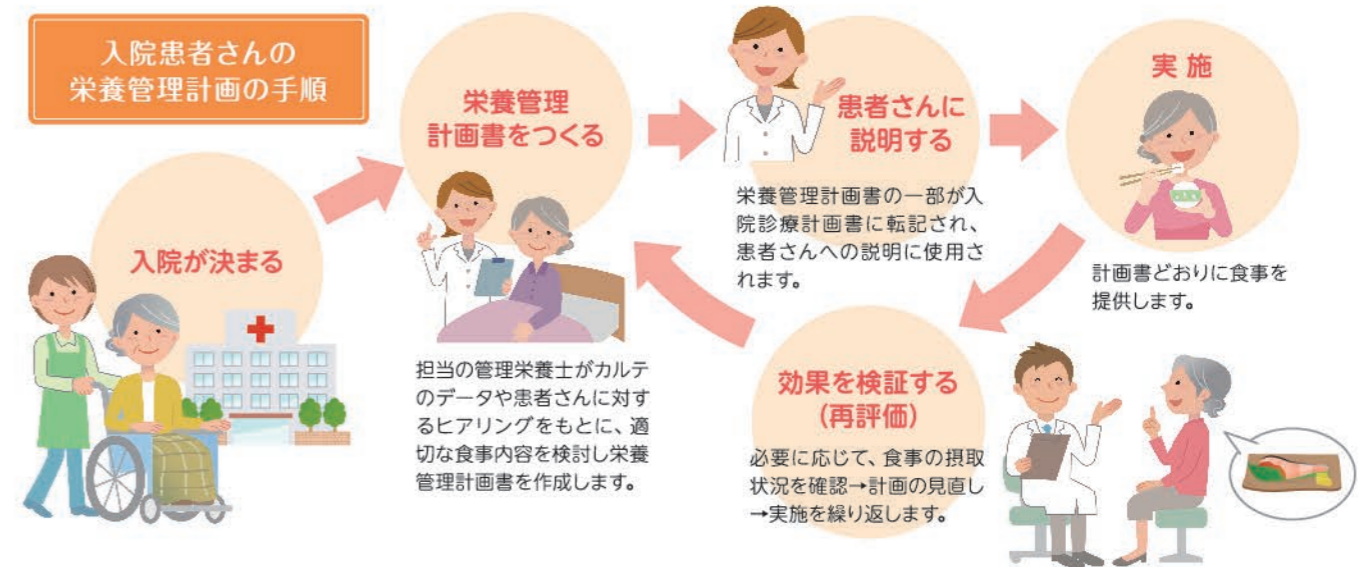 入院患者さんの
栄養管理計画の手順
入院が決まる
栄養管理
計画書をつくる
担当の管理栄養士がカルテ
のデータや患者さんに対す
るヒアリングをもとに、適
切な食事内容を検討し栄養
管理計画書を作成します。
患者さんに
説明する
栄養管理計画書の一部が入
院診療計画書に転記され、
患者さんへの説明に使用さ
れます。
実施
計画書どおりに食事を
提供します。
効果を検証する
(再評価)
必要に応じて、食事の摂取
状況を確認→計画の見直し
→実施を繰り返します。